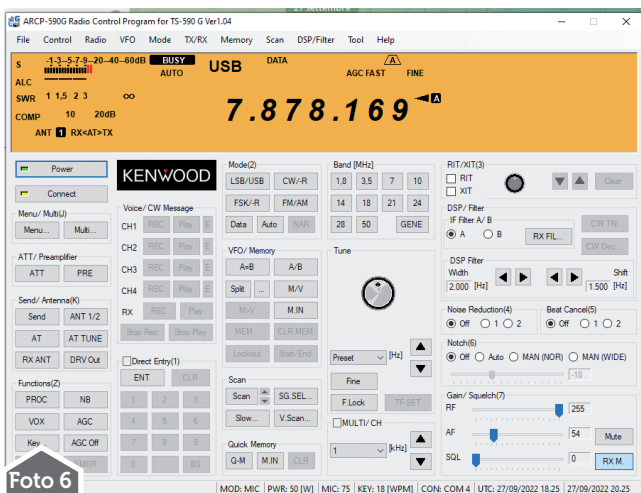 27 settembre
ARCP-590G Radio Control Program for TS-590 G Ver1.04
File Control Radio VFO Mode TX/RX Memory Scan DSP/Filter Tool Help
S -1-3-5-7-9-20-40-60dB BUSY USB DATA A
AUTO AGC FAST FINE
ALC
SWR 1 1,5 2 3 ∞
COMP 10 20dB
7.878.169 A
ANT 1 RX<AT>TX
Power
Connect
Menu/ Multi(J)
Menu... Multi...
ATT/ Preamplifier
ATT PRE
Send/ Antenna(K)
Send ANT 1/2
AT AT TUNE
RX ANT DRV Out
Functions(Z)
PROC NB
VOX AGC
Key... AGC Off
KENWOOD
Voice/ CW Message
CH1 REC Play E
CH2 REC Play E
CH3 REC Play E
CH4 REC Play E
RX REC Play
Stop Rec Stop Play
Direct Entry(1)
ENT CLR
1 2 3
4 5 6
7 8 9
0 . BS
Mode(2)
LSB/USB CW/-R
FSK/-R FM/AM
Data Auto NAR
VFO/ Memory
A=B A/B
Split ... M/V
M>V M.IN
MEM... CLR MEM
Lockout Start/End
Scan
Scan SG.SEL...
Slow... V.Scan...
Quick Memory
Q-M M.IN CLR
Band [MHz]
1,8 3,5 7 10
14 18 21 24
28 50 GENE
Tune
Preset [Hz]
Fine
F.Lock TF-SET
MULTI/ CH
1 [kHz]
RIT/XIT(3)
RIT
XIT
Clear
DSP/ Filter
IF Filter A/ B
A B RX FIL...
CW TN
CW Dec...
DSP Filter
Width Shift
2.000 [Hz] 1.500 [Hz]
Noise Reduction(4)
Off 1 2
Beat Cancel(5)
Off 1 2
Notch(6)
Off Auto MAN (NOR) MAN (WIDE)
-18
Gain/ Squelch(7)
RF 255
AF 54 Mute
SQL 0 RX M.
Foto 6
MOD: MIC PWR: 50 [W] MIC: 75 KEY: 18 [WPM] CON: COM 4 UTC: 27/09/2022 18.25 27/09/2022 20.25